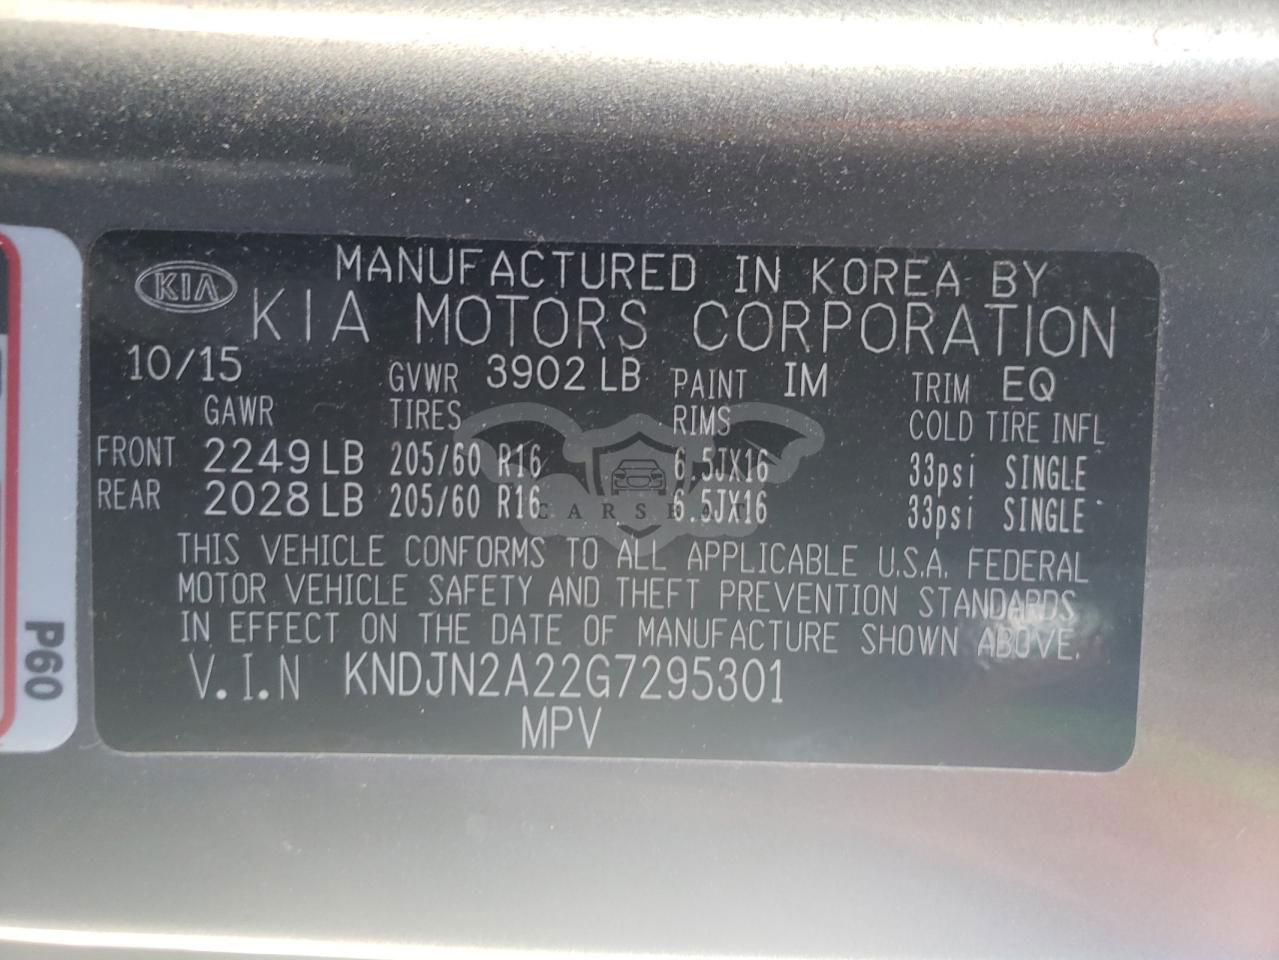 MANUFACTURED IN KOREA BY
KIA KIA MOTORS CORPORATION
10/15 GVWR 3902 LB PAINT IM TRIM EQ
GAWR TIRES RIMS COLD TIRE INFL
FRONT 2249 LB 205/60 R16 6.5JX16 33psi SINGLE
REAR 2028 LB 205/60 R16 6.5JX16 33psi SINGLE
CARSEAT
THIS VEHICLE CONFORMS TO ALL APPLICABLE U.S.A. FEDERAL
MOTOR VEHICLE SAFETY AND THEFT PREVENTION STANDARDS
IN EFFECT ON THE DATE OF MANUFACTURE SHOWN ABOVE.
V.I.N KNDJN2A22G7295301
MPV
P60